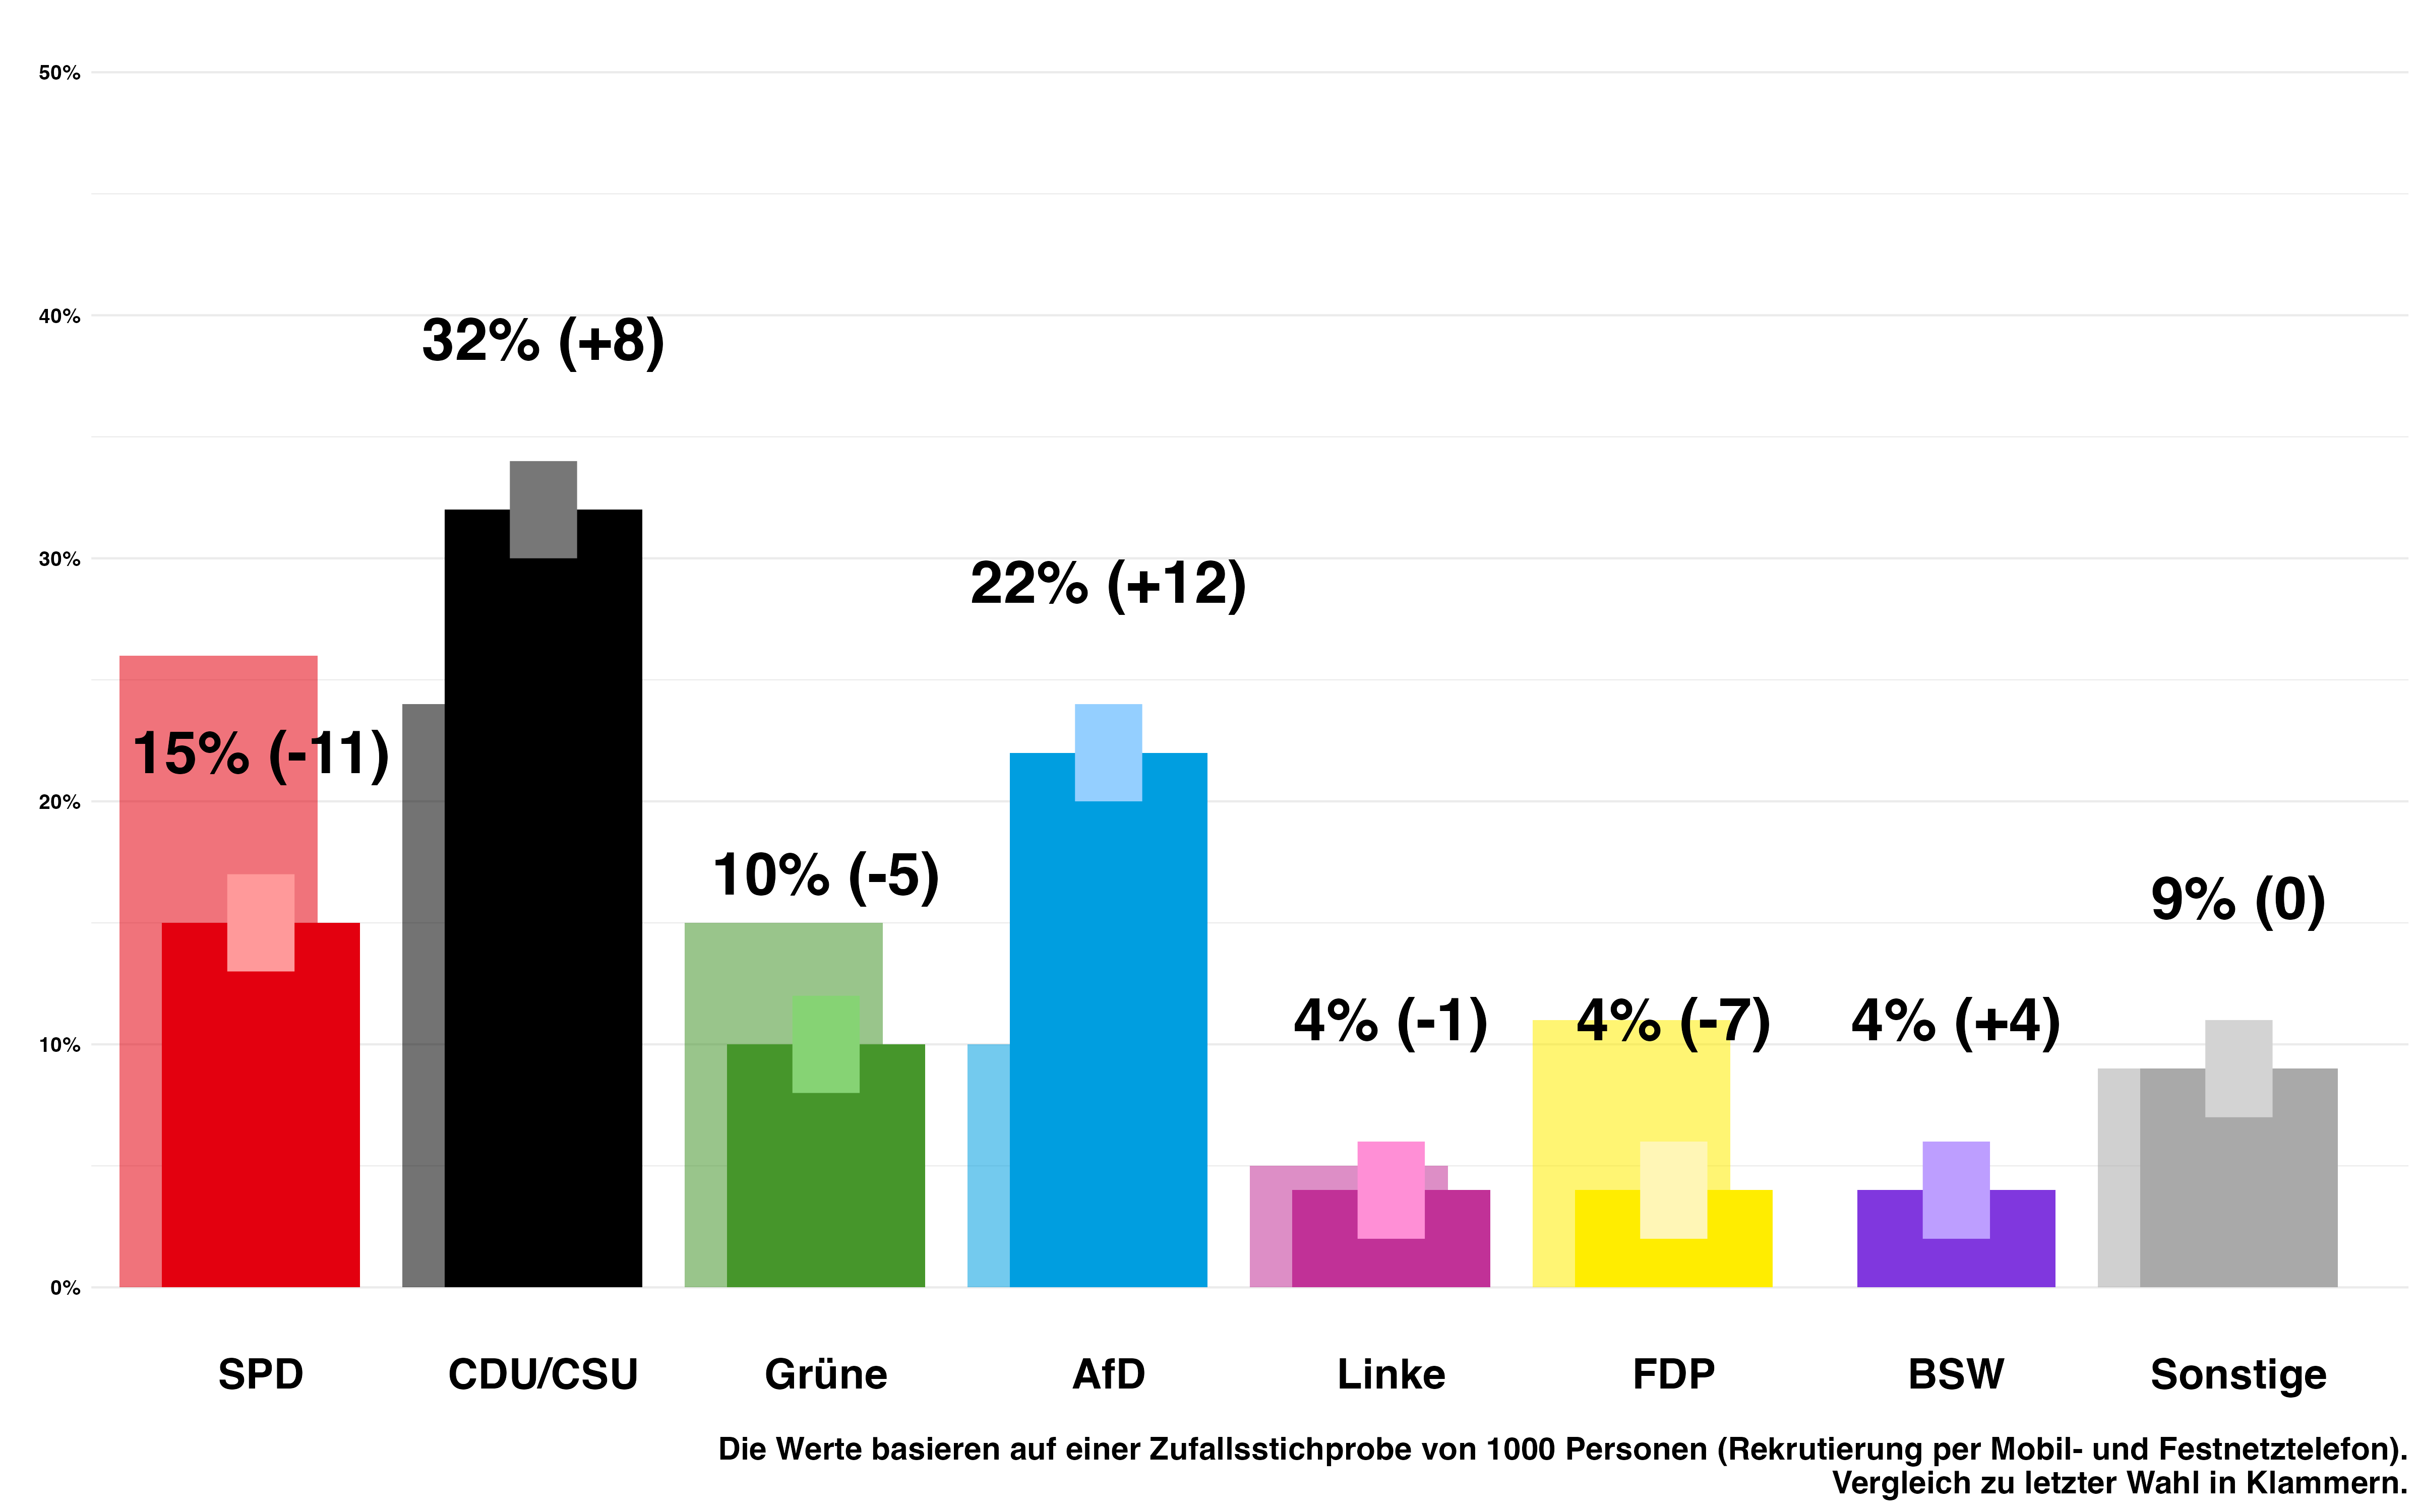 50%
40%
32% (+8)
30%
22% (+12)
15% (-11)
20%
10% (-5)
9% (0)
4% (-1) 4% (-7) 4% (+4)
10%
0%
SPD CDU/CSU Grüne AfD Linke FDP BSW Sonstige
Die Werte basieren auf einer Zufallsstichprobe von 1000 Personen (Rekrutierung per Mobil- und Festnetztelefon).
Vergleich zu letzter Wahl in Klammern.